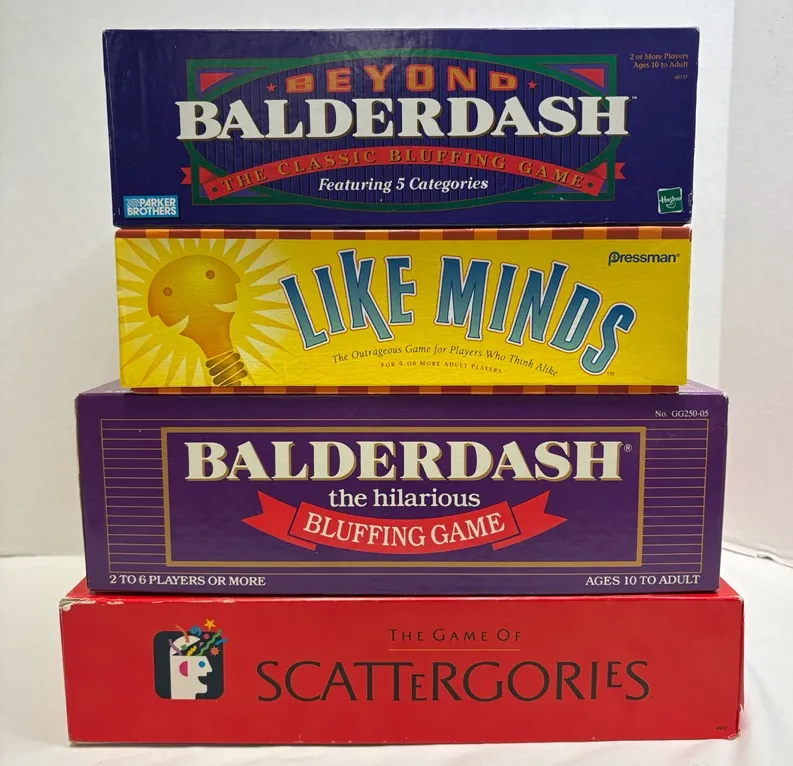 BEYOND
2 or More Players
Ages 10 to Adult
BALDERDASH™
THE CLASSIC BLUFFING GAME
Featuring 5 Categories
PARKER
BROTHERS
Hasbro
Pressman®
LIKE MINDS™
The Outrageous Game for Players Who Think Alike
FOR 4 OR MORE ADULT PLAYERS
No. GG250-05
BALDERDASH®
the hilarious
BLUFFING GAME
2 TO 6 PLAYERS OR MORE
AGES 10 TO ADULT
THE GAME OF
SCATTERGORIES